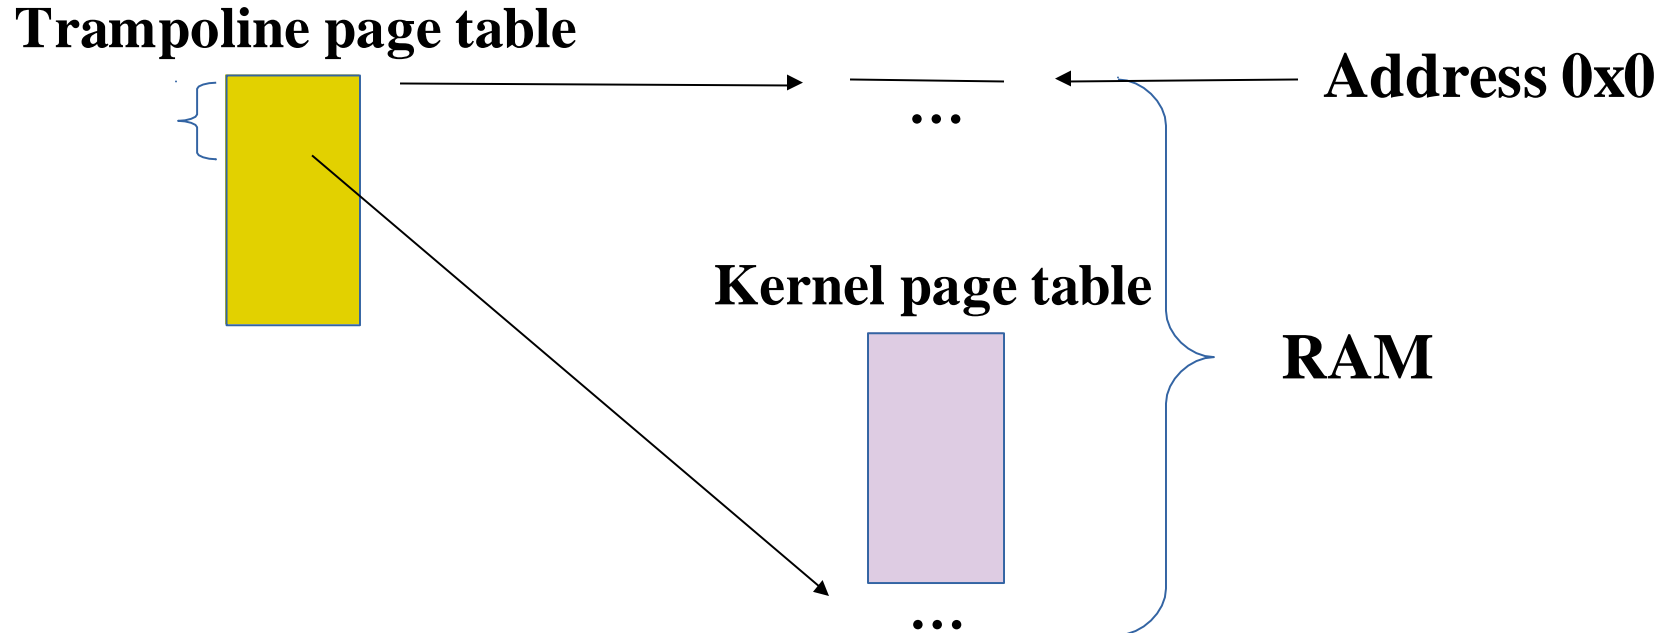 Trampoline page table
Address 0x0
...
Kernel page table
RAM
...